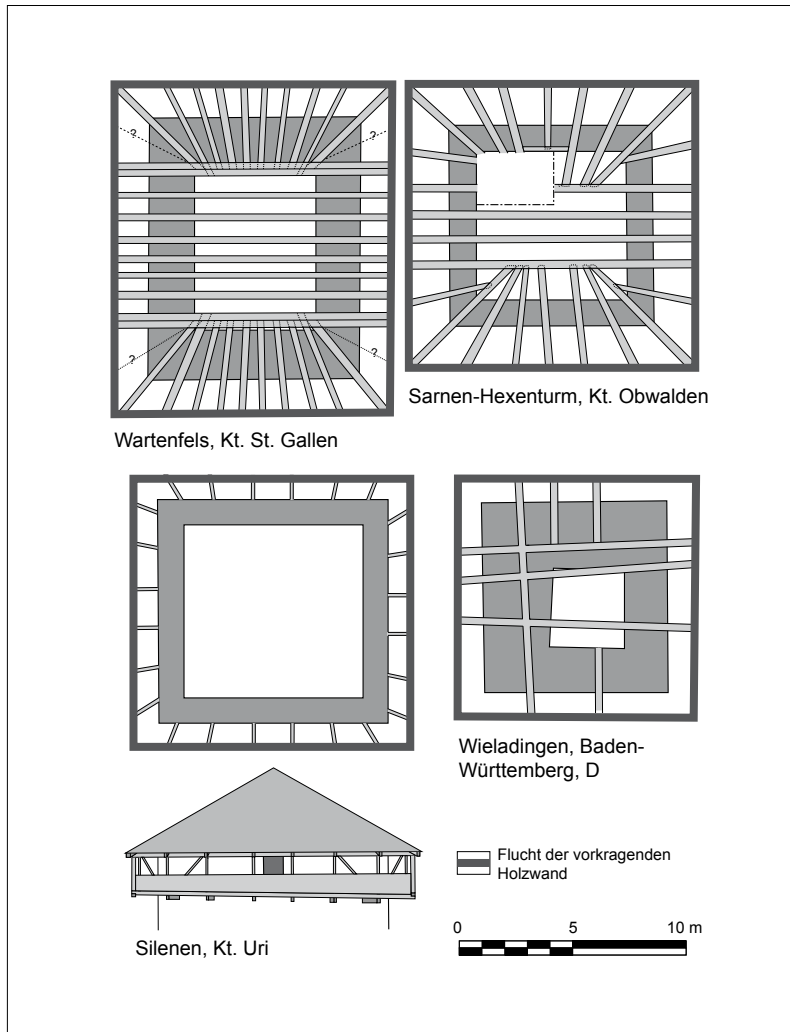 ?
?
?
?
Wartenfels, Kt. St. Gallen
Sarnen-Hexenturm, Kt. Obwalden
Wieladingen, Baden-
Württemberg, D
Silenen, Kt. Uri
Flucht der vorkragenden
Holzwand
0 5 10 m